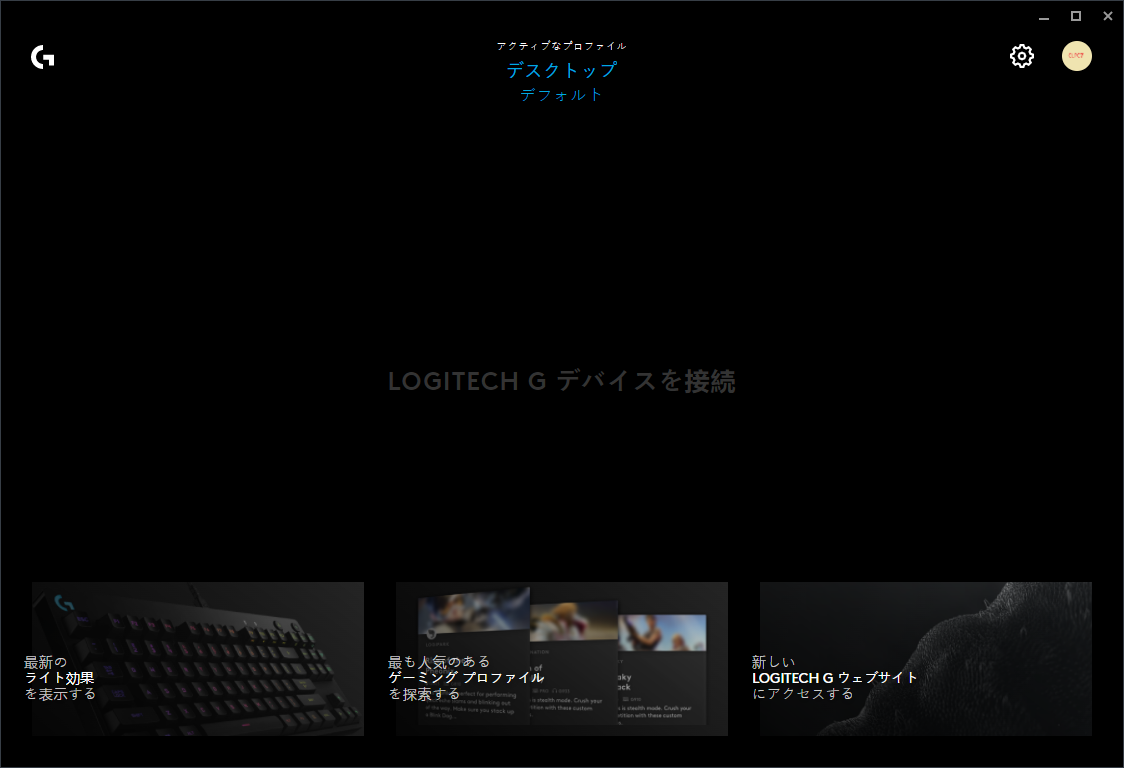 アクティブなプロファイル
デスクトップ
デフォルト
LOGITECH G デバイスを接続
最新の
ライト効果
を表示する
最も人気のある
ゲーミング プロファイル
を探索する
新しい
LOGITECH G ウェブサイト
にアクセスする